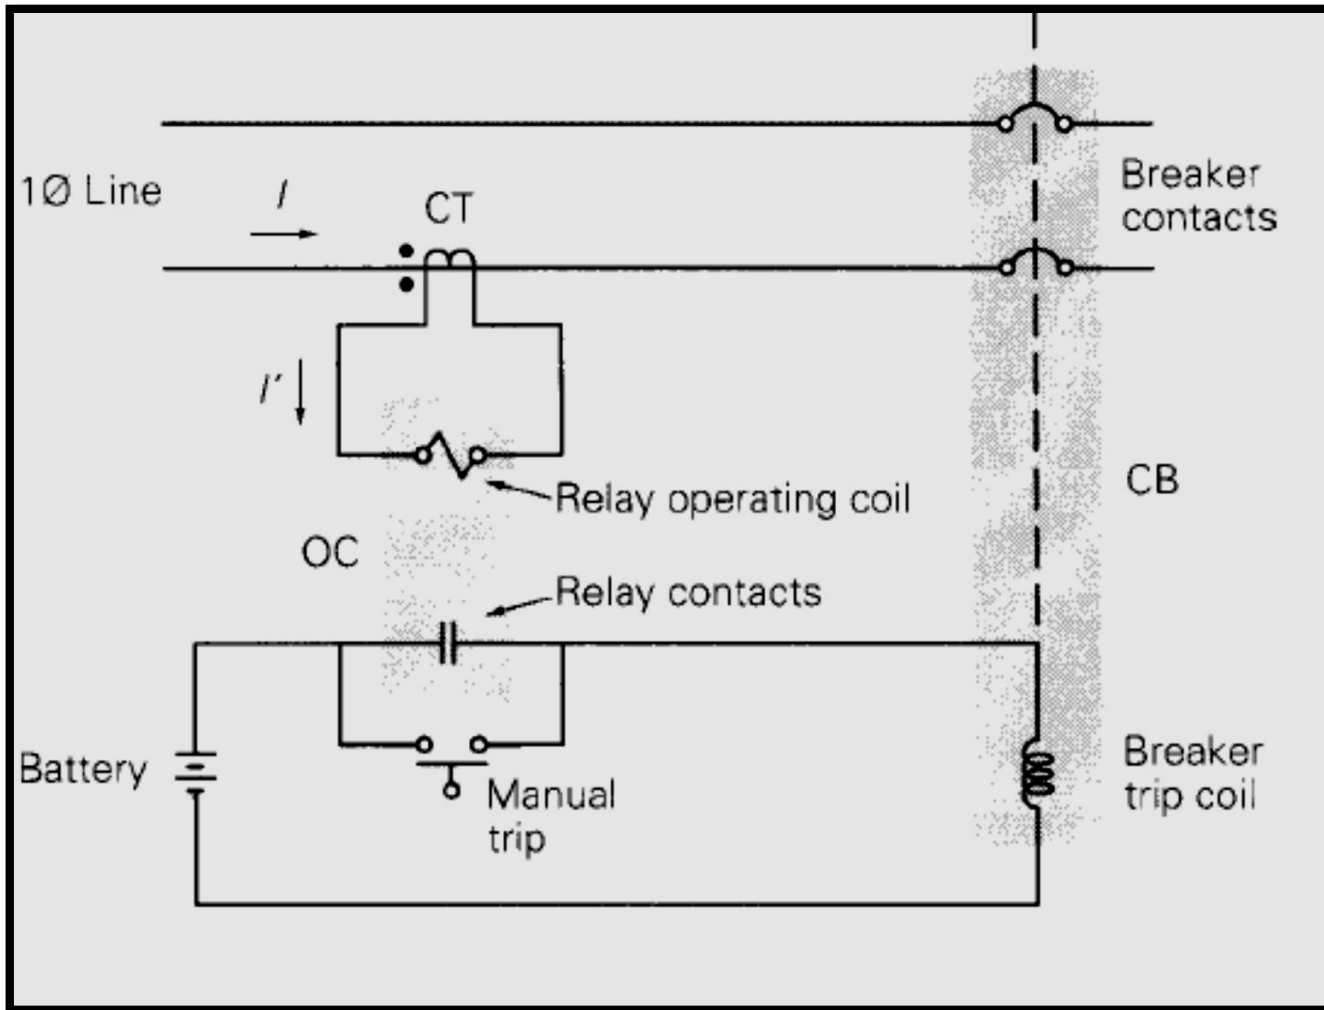 1Ø Line
I
CT
Breaker
contacts
I′
Relay operating coil
CB
OC
Relay contacts
Battery
Manual
trip
Breaker
trip coil